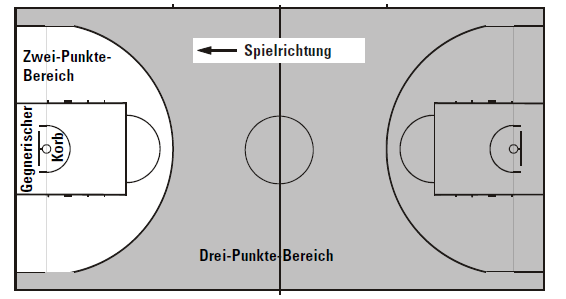 Spielrichtung
Zwei-Punkte-
Bereich
Gegnerischer
Korb
Drei-Punkte-Bereich